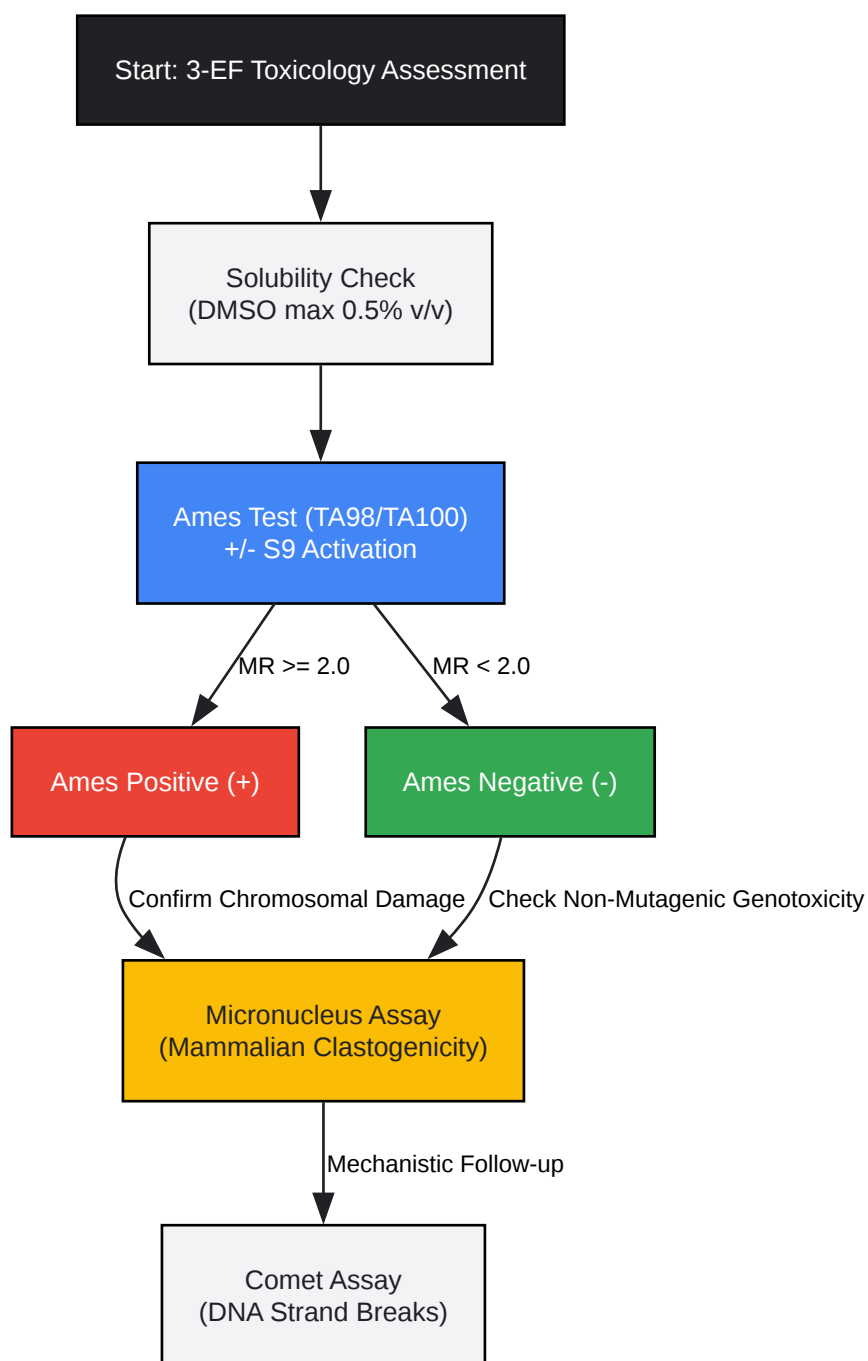 Start: 3-EF Toxicology Assessment
Solubility Check
(DMSO max 0.5% v/v)
Ames Test (TA98/TA100)
+/- S9 Activation
MR >= 2.0
MR < 2.0
Ames Positive (+)
Ames Negative (-)
Confirm Chromosomal Damage
Check Non-Mutagenic Genotoxicity
Micronucleus Assay
(Mammalian Clastogenicity)
Mechanistic Follow-up
Comet Assay
(DNA Strand Breaks)